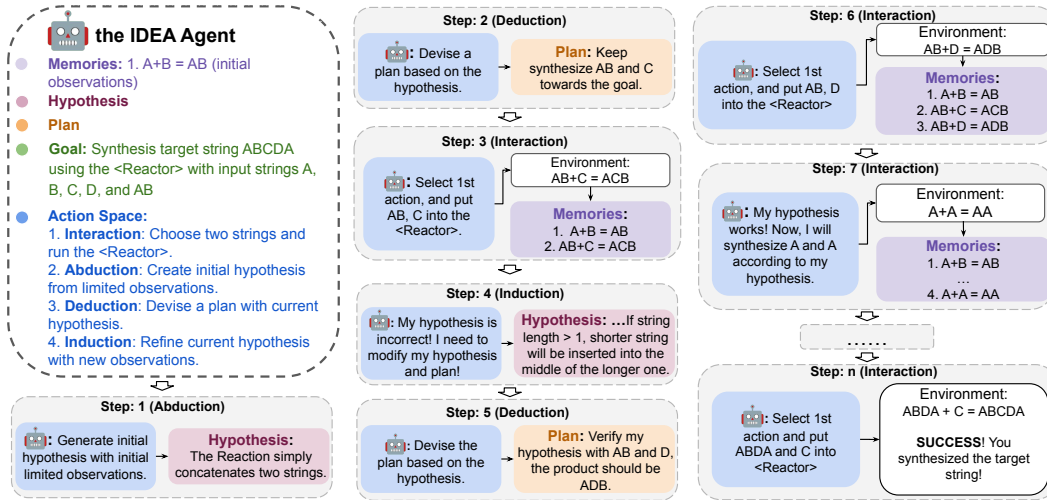 the IDEA Agent
Memories: 1. A+B = AB (initial
observations)
Hypothesis
Plan
Goal: Synthesis target string ABCDA
using the <Reactor> with input strings A,
B, C, D, and AB
Action Space:
1. Interaction: Choose two strings and
run the <Reactor>.
2. Abduction: Create initial hypothesis
from limited observations.
3. Deduction: Devise a plan with current
hypothesis.
4. Induction: Refine current hypothesis
with new observations.
Step: 1 (Abduction)
: Generate initial
hypothesis with initial
limited observations.
Hypothesis:
The Reaction simply
concatenates two strings.
Step: 2 (Deduction)
: Devise a
plan based on the
hypothesis.
Plan: Keep
synthesize AB and C
towards the goal.
Step: 3 (Interaction)
: Select 1st
action, and put
AB, C into the
<Reactor>.
Environment:
AB+C = ACB
Memories:
1. A+B = AB
2. AB+C = ACB
Step: 4 (Induction)
: My hypothesis is
incorrect! I need to
modify my hypothesis
and plan!
Hypothesis: ...If string
length > 1, shorter string
will be inserted into the
middle of the longer one.
Step: 5 (Deduction)
: Devise the
plan based on the
hypothesis.
Plan: Verify my
hypothesis with AB and D,
the product should be
ADB.
Step: 6 (Interaction)
: Select 1st
action, and put AB, D
into the <Reactor>
Environment:
AB+D = ADB
Memories:
1. A+B = AB
2. AB+C = ACB
3. AB+D = ADB
Step: 7 (Interaction)
: My hypothesis
works! Now, I will
synthesize A and A
according to my
hypothesis.
Environment:
A+A = AA
Memories:
1. A+B = AB
...
4. A+A = AA
......
Step: n (Interaction)
: Select 1st
action and put
ABDA and C into
<Reactor>
Environment:
ABDA + C = ABCDA
SUCCESS! You
synthesized the target
string!